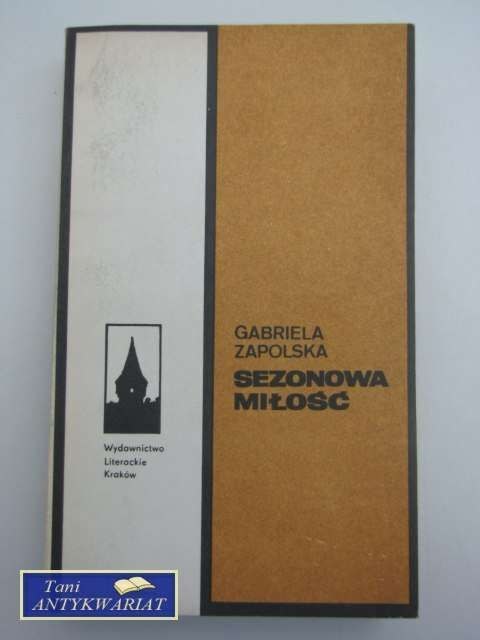 GABRIELA
ZAPOLSKA
SEZONOWA
MIŁOŚĆ
Wydawnictwo
Literackie
Kraków
Tani
ANTYKWARIAT